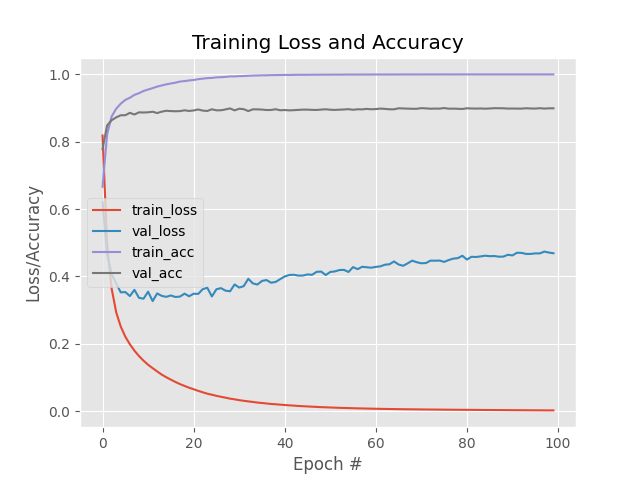 Training Loss and Accuracy
1.0
0.8
0.6
0.4
0.2
0.0
Loss/Accuracy
train_loss
val_loss
train_acc
val_acc
0 20 40 60 80 100
Epoch #